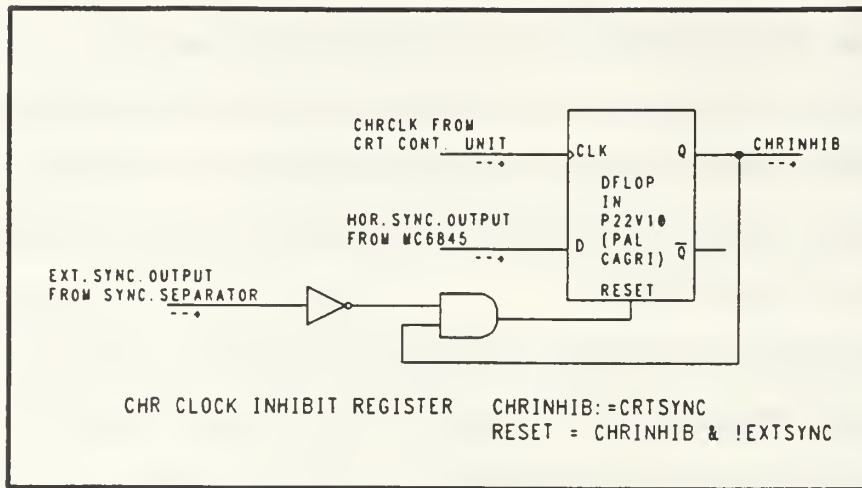 CHRCLK FROM
CRT CONT. UNIT
CLK
Q
CHRINHIB
DFLOP
IN
P22V10
(PAL
CAGRI)
HOR.SYNC.OUTPUT
FROM MC6845
D
Q
RESET
EXT.SYNC.OUTPUT
FROM SYNC.SEPARATOR
CHR CLOCK INHIBIT REGISTER CHRINHIB:=CRTSYNC
RESET = CHRINHIB & !EXTSYNC